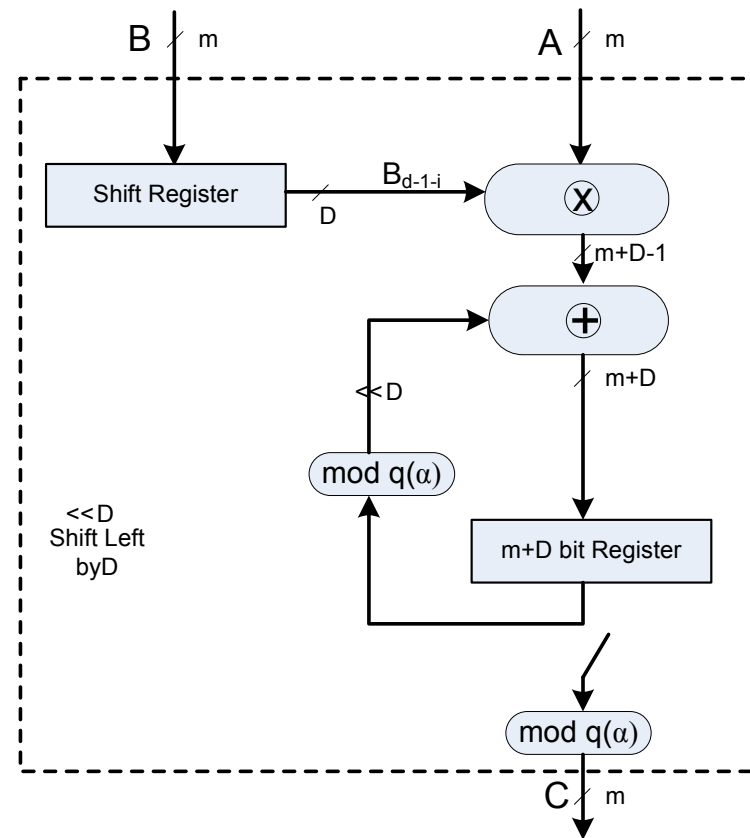 B m
A m
Shift Register
B_{d-1-i}
D
X
m+D-1
+
m+D
<<D
mod q(α)
<<D
Shift Left
byD
m+D bit Register
mod q(α)
C m